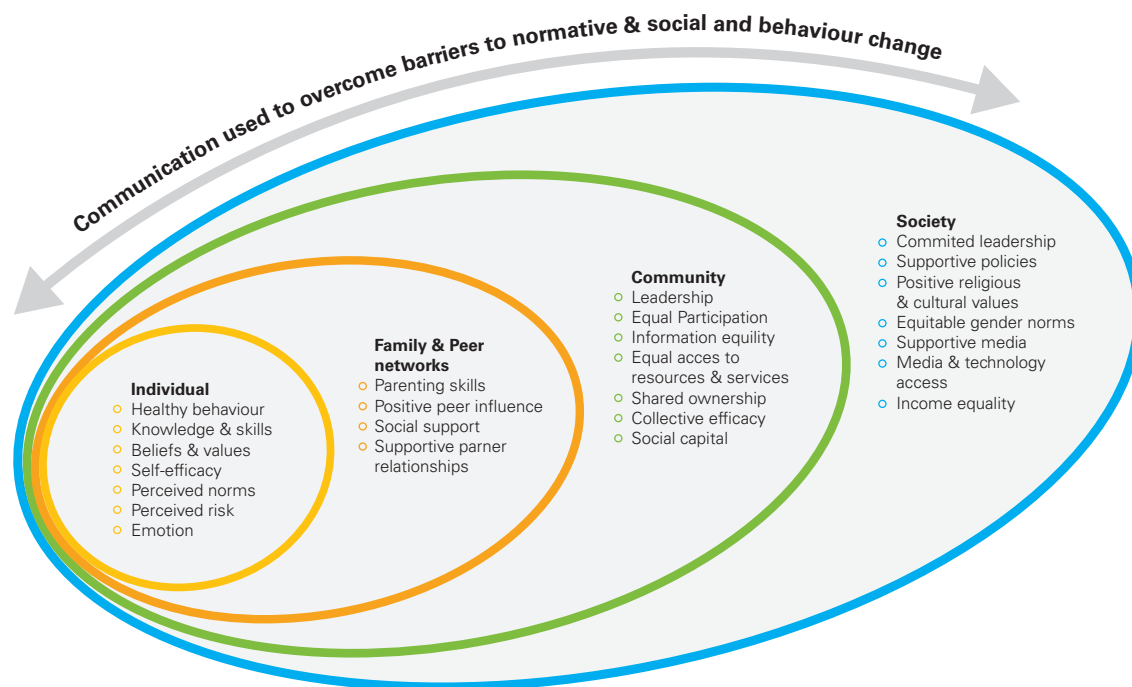 Communication used to overcome barriers to normative & social and behaviour change
Individual
Healthy behaviour
Knowledge & skills
Beliefs & values
Self-efficacy
Perceived norms
Perceived risk
Emotion
Family & Peer
networks
Parenting skills
Positive peer influence
Social support
Supportive parner
relationships
Community
Leadership
Equal Participation
Information equility
Equal acces to
resources & services
Shared ownership
Collective efficacy
Social capital
Society
Commited leadership
Supportive policies
Positive religious
& cultural values
Equitable gender norms
Supportive media
Media & technology
access
Income equality